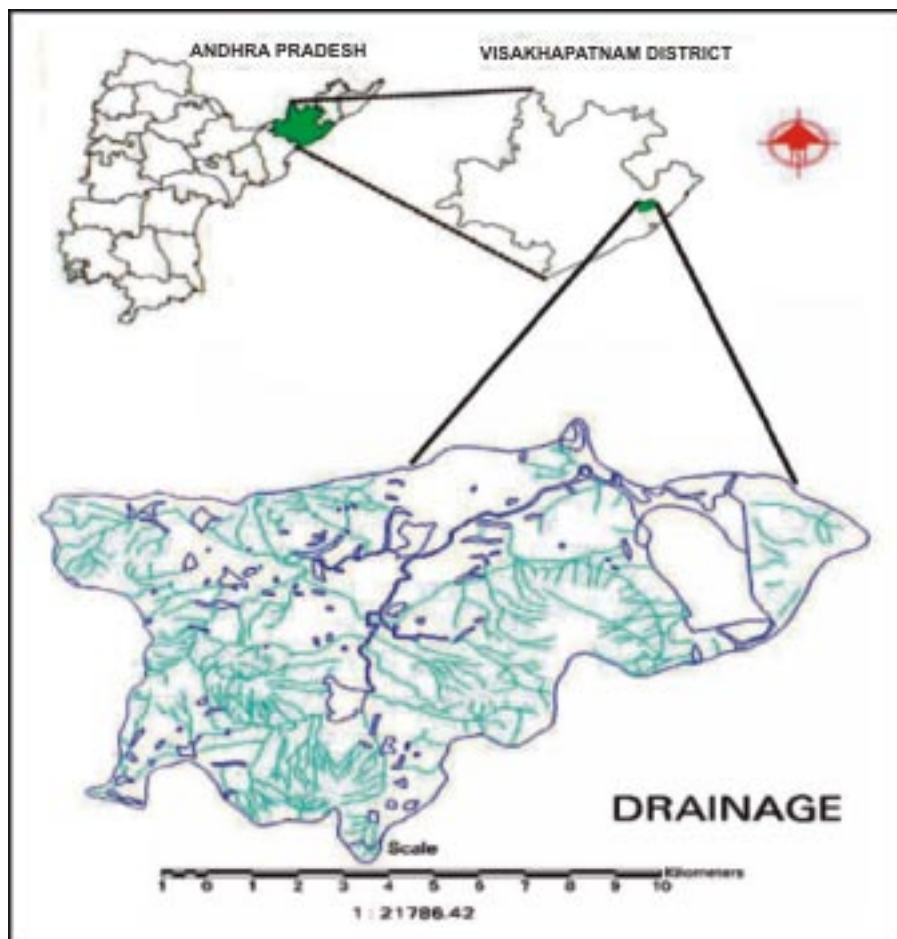 ANDHRA PRADESH
VISAKHAPATNAM DISTRICT
DRAINAGE
Scale
1 0 1 2 3 4 5 6 7 8 9 10 Kilometers
1 : 21786.42